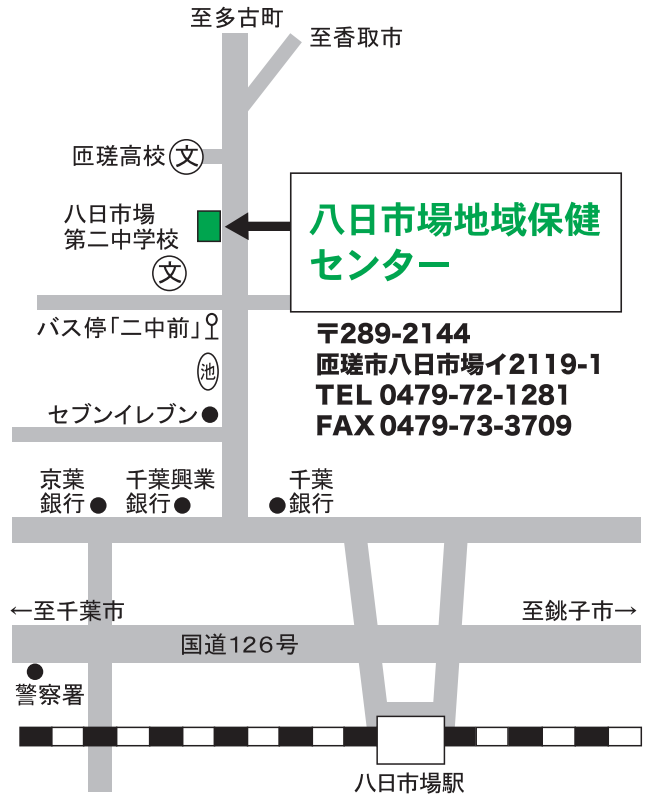 至多古町
至香取市
匝瑳高校
文
八日市場
第二中学校
文
八日市場地域保健
センター
バス停「二中前」
〒289-2144
匝瑳市八日市場イ2119-1
TEL 0479-72-1281
FAX 0479-73-3709
池
セブンイレブン
京葉
銀行
千葉興業
銀行
千葉
銀行
←至千葉市
至銚子市→
国道126号
警察署
八日市場駅